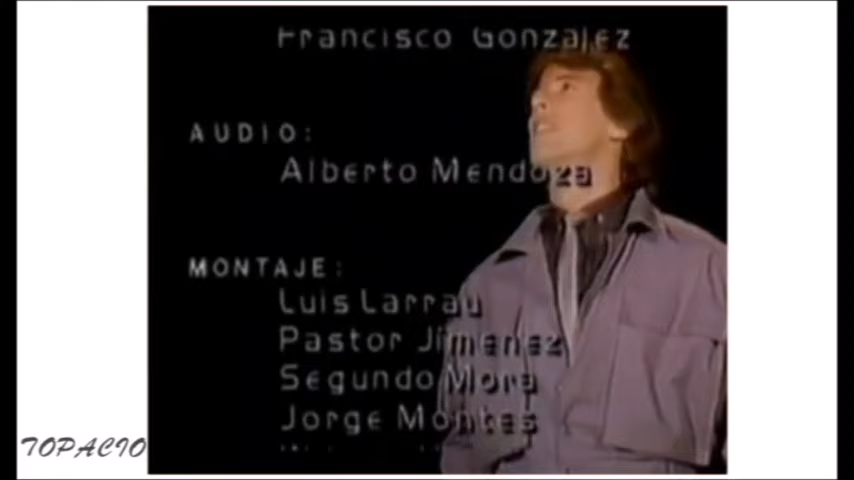 Francisco Gonzalez
AUDIO:
Alberto Mendoza
MONTAJE:
Luis Larrau
Pastor Jimenez
Segundo Mora
Jorge Montes
TOPACIO